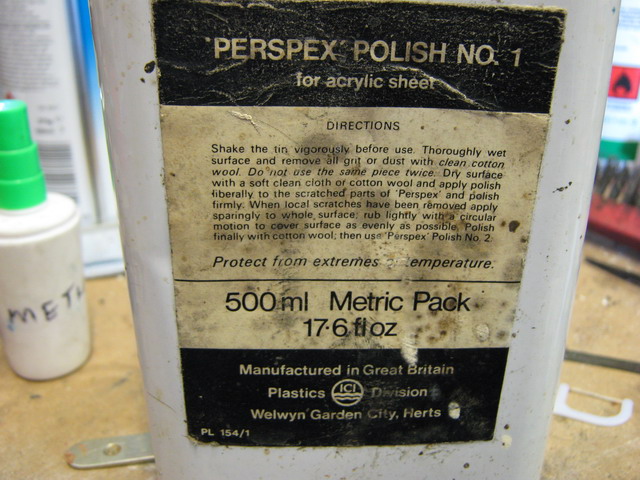 'PERSPEX' POLISH NO. 1
for acrylic sheet
DIRECTIONS
Shake the tin vigorously before use. Thoroughly wet
surface and remove all grit or dust with clean cotton
wool. Do not use the same piece twice. Dry surface
with a soft clean cloth or cotton wool and apply polish
liberally to the scratched parts of 'Perspex' and polish
firmly. When local scratches have been removed apply
sparingly to whole surface; rub lightly with a circular
motion to cover surface as evenly as possible. Polish
finally with cotton wool, then use 'Perspex' Polish No. 2.
Protect from extremes of temperature.
500 ml Metric Pack
17·6 fl oz
Manufactured in Great Britain
Plastics ICI Division
Welwyn Garden City, Herts
PL 154/1
METH